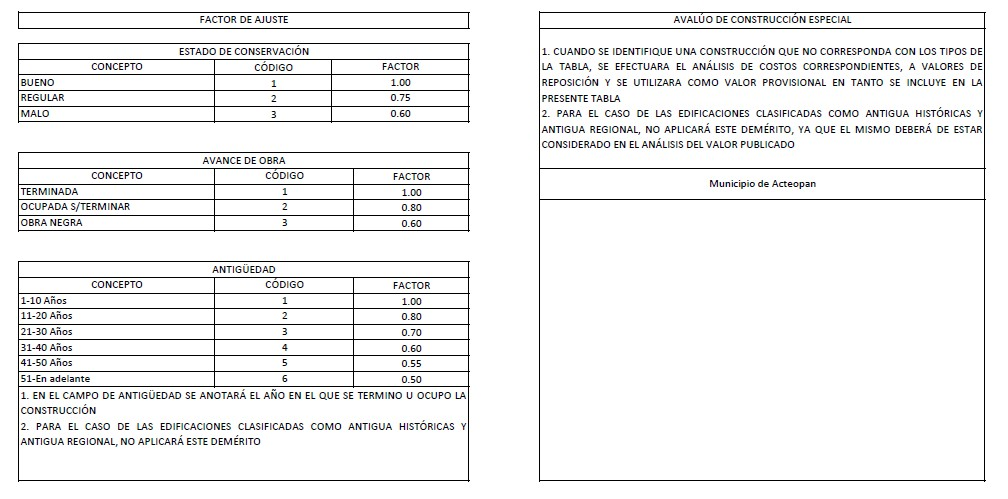 FACTOR DE AJUSTE
ESTADO DE CONSERVACIÓN
CONCEPTO CÓDIGO FACTOR
BUENO 1 1.00
REGULAR 2 0.75
MALO 3 0.60
AVANCE DE OBRA
CONCEPTO CÓDIGO FACTOR
TERMINADA 1 1.00
OCUPADA S/TERMINAR 2 0.80
OBRA NEGRA 3 0.60
ANTIGÜEDAD
CONCEPTO CÓDIGO FACTOR
1-10 Años 1 1.00
11-20 Años 2 0.80
21-30 Años 3 0.70
31-40 Años 4 0.60
41-50 Años 5 0.55
51-En adelante 6 0.50
1. EN EL CAMPO DE ANTIGÜEDAD SE ANOTARÁ EL AÑO EN EL QUE SE TERMINO U OCUPO LA
CONSTRUCCIÓN
2. PARA EL CASO DE LAS EDIFICACIONES CLASIFICADAS COMO ANTIGUA HISTÓRICAS Y
ANTIGUA REGIONAL, NO APLICARÁ ESTE DEMÉRITO
AVALÚO DE CONSTRUCCIÓN ESPECIAL
1. CUANDO SE IDENTIFIQUE UNA CONSTRUCCIÓN QUE NO CORRESPONDA CON LOS TIPOS DE
LA TABLA, SE EFECTUARA EL ANÁLISIS DE COSTOS CORRESPONDIENTES, A VALORES DE
REPOSICIÓN Y SE UTILIZARA COMO VALOR PROVISIONAL EN TANTO SE INCLUYE EN LA
PRESENTE TABLA
2. PARA EL CASO DE LAS EDIFICACIONES CLASIFICADAS COMO ANTIGUA HISTÓRICAS Y
ANTIGUA REGIONAL, NO APLICARÁ ESTE DEMÉRITO, YA QUE EL MISMO DEBERÁ DE ESTAR
CONSIDERADO EN EL ANÁLISIS DEL VALOR PUBLICADO
Municipio de Acteopan